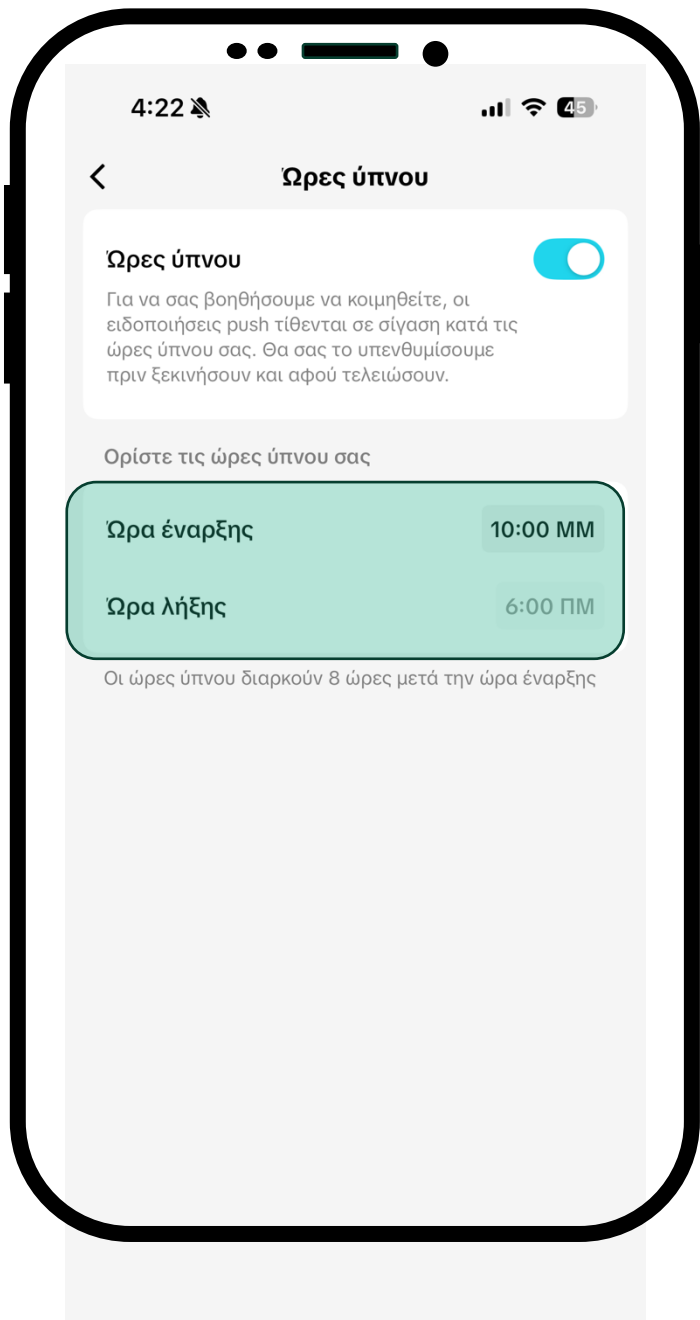 4:22
45
Ώρες ύπνου
Ώρες ύπνου
Για να σας βοηθήσουμε να κοιμηθείτε, οι
ειδοποιήσεις push τίθενται σε σίγαση κατά τις
ώρες ύπνου σας. Θα σας το υπενθυμίσουμε
πριν ξεκινήσουν και αφού τελειώσουν.
Ορίστε τις ώρες ύπνου σας
Ώρα έναρξης 10:00 ΜΜ
Ώρα λήξης 6:00 ΠΜ
Οι ώρες ύπνου διαρκούν 8 ώρες μετά την ώρα έναρξης